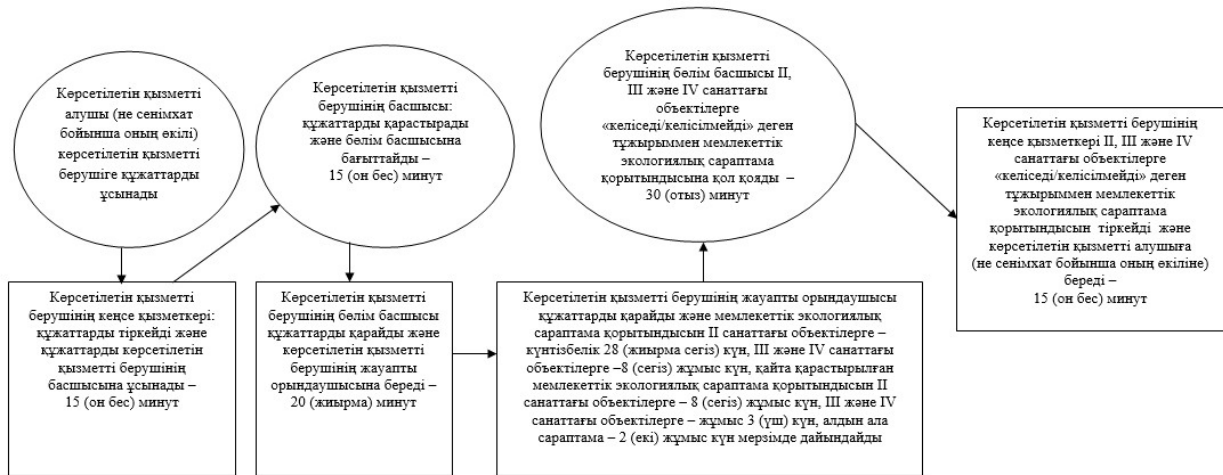 Көрсетілетін қызметті
алушы (не сенімхат
бойынша оның өкілі)
көрсетілетін қызметті
берушіге құжаттарды
ұсынады
Көрсетілетін қызметті
берушінің кеңсе қызметкері:
құжаттарды тіркейді және
құжаттарды көрсетілетін
қызметті берушінің
басшысына ұсынады –
15 (он бес) минут
Көрсетілетін қызметті
берушінің басшысы:
құжаттарды қарастырады
және бөлім басшысына
бағыттайды –
15 (он бес) минут
Көрсетілетін қызметті
берушінің бөлім басшысы
құжаттарды қарайды және
көрсетілетін қызметті
берушінің жауапты
орындаушысына береді -
20 (жиырма) минут
Көрсетілетін қызметті берушінің жауапты орындаушысы
құжаттарды қарайды және мемлекеттік экологиялық
сараптама қорытындысын II санаттағы объектілерге –
күнтізбелік 28 (жиырма сегіз) күн, III және IV санаттағы
объектілерге –8 (сегіз) жұмыс күн, қайта қарастырылған
мемлекеттік экологиялық сараптама қорытындысын II
санаттағы объектілерге – 8 (сегіз) жұмыс күн, III және IV
санаттағы объектілерге – жұмыс 3 (үш) күн, алдын ала
сараптама – 2 (екі) жұмыс күн мерзімде дайындайды
Көрсетілетін қызметті
берушінің бөлім басшысы II,
III және IV санаттағы
объектілерге
«келіседі/келісілмейді» деген
тұжырыммен мемлекеттік
экологиялық сараптама
қорытындысына қол қояды –
30 (отыз) минут
Көрсетілетін қызметті берушінің
кеңсе қызметкері II, III және IV
санаттағы объектілерге
«келіседі/келісілмейді» деген
тұжырыммен мемлекеттік
экологиялық сараптама
қорытындысын тіркейді және
көрсетілетін қызметті алушыға
(не сенімхат бойынша оның өкіліне)
береді –
15 (он бес) минут